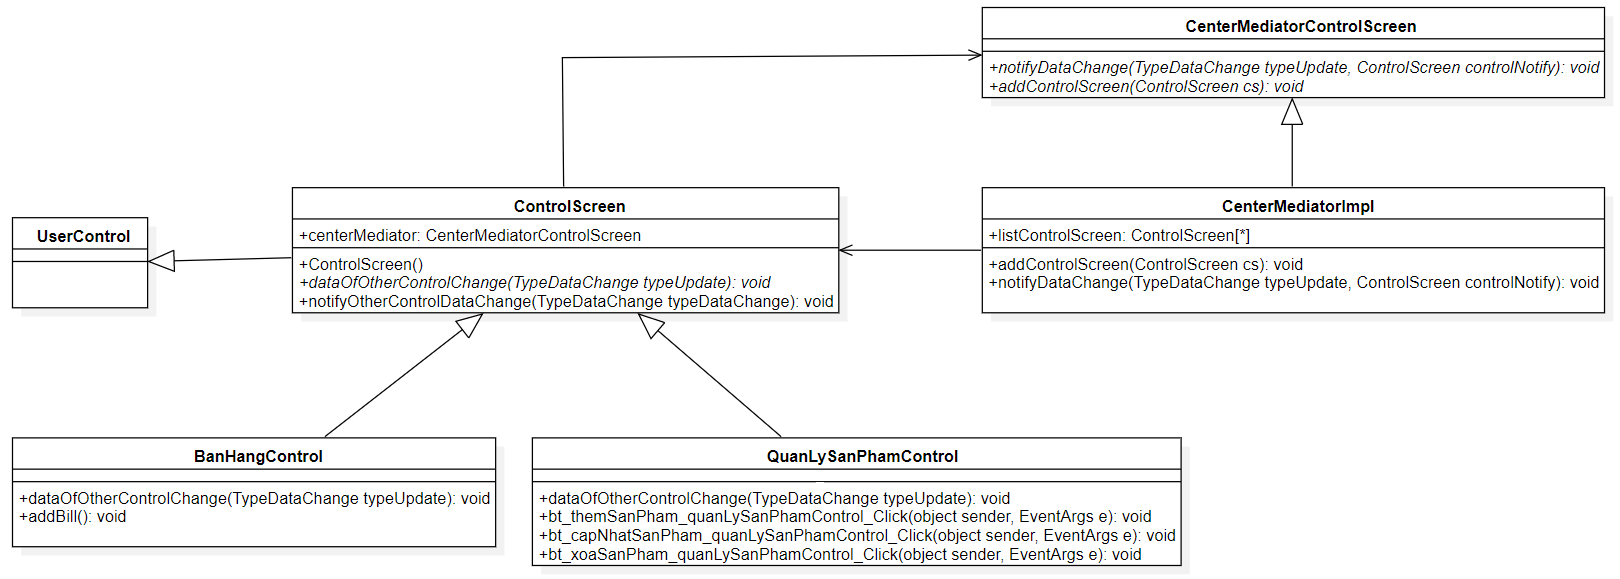 CenterMediatorControlScreen
+notifyDataChange(TypeDataChange typeUpdate, ControlScreen controlNotify): void
+addControlScreen(ControlScreen cs): void
UserControl
ControlScreen
+centerMediator: CenterMediatorControlScreen
+ControlScreen()
+dataOfOtherControlChange(TypeDataChange typeUpdate): void
+notifyOtherControlDataChange(TypeDataChange typeDataChange): void
CenterMediatorImpl
+listControlScreen: ControlScreen[*]
+addControlScreen(ControlScreen cs): void
+notifyDataChange(TypeDataChange typeUpdate, ControlScreen controlNotify): void
BanHangControl
+dataOfOtherControlChange(TypeDataChange typeUpdate): void
+addBill(): void
QuanLySanPhamControl
+dataOfOtherControlChange(TypeDataChange typeUpdate): void
+bt_themSanPham_quanLySanPhamControl_Click(object sender, EventArgs e): void
+bt_capNhatSanPham_quanLySanPhamControl_Click(object sender, EventArgs e): void
+bt_xoaSanPham_quanLySanPhamControl_Click(object sender, EventArgs e): void